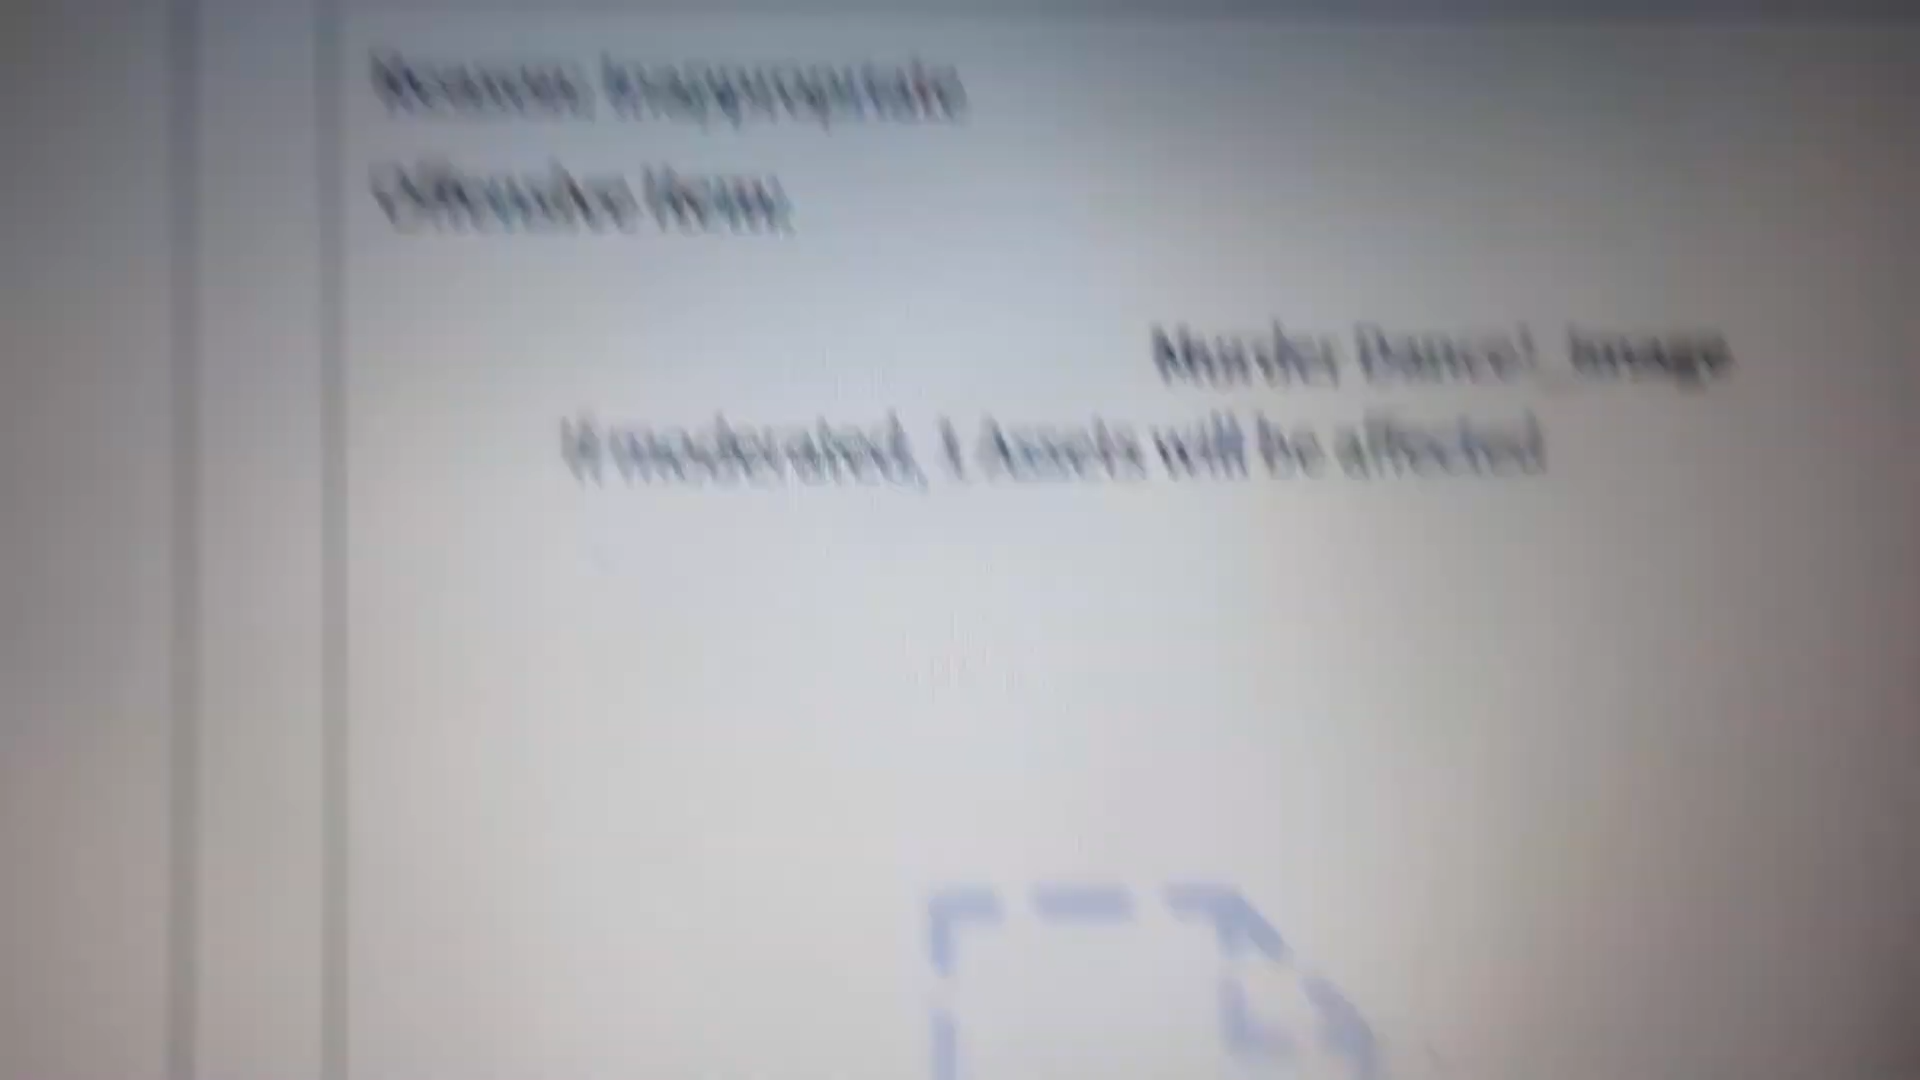 Reason: Inappropriate
Offensive Item:
Murder Dance!_Image
If moderated, 1 Assets will be affected